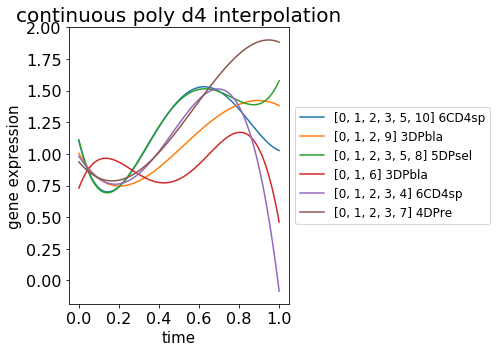 continuous poly d4 interpolation
2.00
1.75
1.50
1.25
1.00
0.75
0.50
0.25
0.00
gene expression
0.0 0.2 0.4 0.6 0.8 1.0
time
[0, 1, 2, 3, 5, 10] 6CD4sp
[0, 1, 2, 9] 3DPbla
[0, 1, 2, 3, 5, 8] 5DPsel
[0, 1, 6] 3DPbla
[0, 1, 2, 3, 4] 6CD4sp
[0, 1, 2, 3, 7] 4DPre